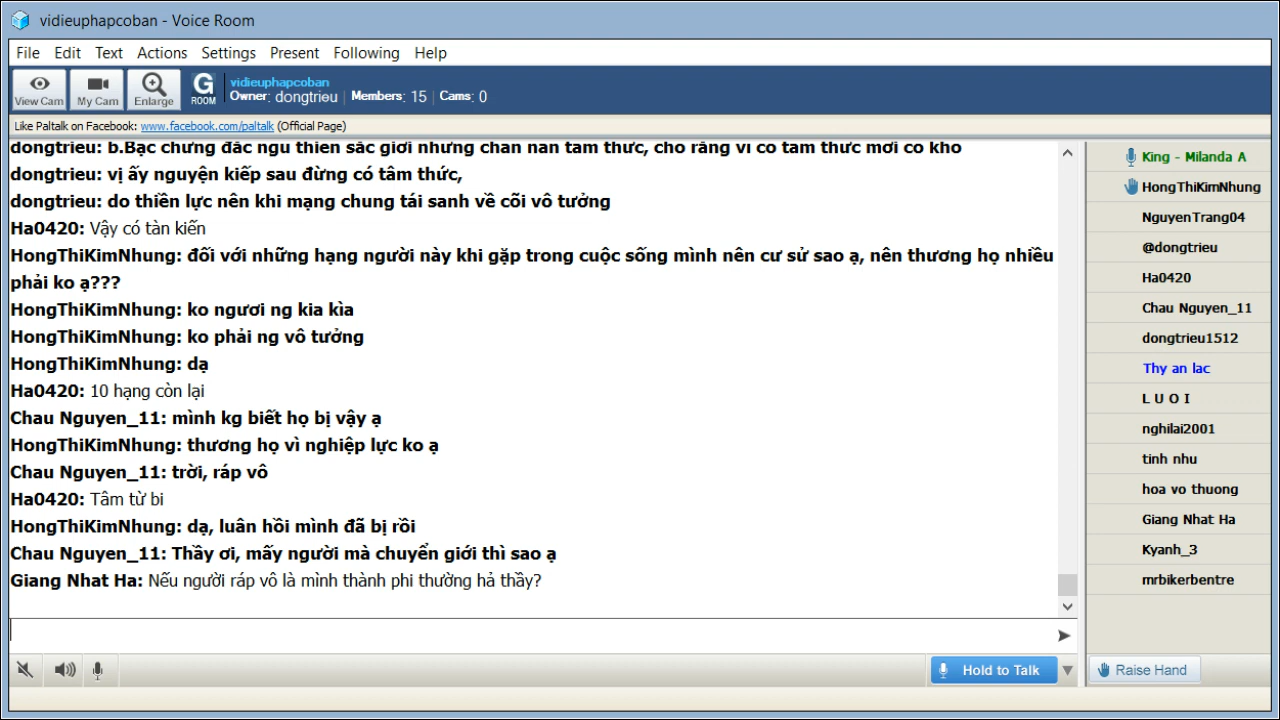 vidieuphapcoban - Voice Room
File Edit Text Actions Settings Present Following Help
View Cam My Cam Enlarge G ROOM
vidieuphapcoban
Owner: dongtrieu | Members: 15 | Cams: 0
Like Paltalk on Facebook: www.facebook.com/paltalk (Official Page)
dongtrieu: b.Bạc chứng đắc ngũ thiền sắc giới nhưng chán nản tâm thức, cho rằng vì có tâm thức mới có khổ
dongtrieu: vị ấy nguyện kiếp sau đừng có tâm thức,
dongtrieu: do thiền lực nên khi mạng chung tái sanh về cõi vô tưởng
Ha0420: Vậy có tàn kiến
HongThiKimNhung: đối với những hạng người này khi gặp trong cuộc sống mình nên cư sử sao ạ, nên thương họ nhiều
phải ko ạ???
HongThiKimNhung: ko ngươi ng kia kìa
HongThiKimNhung: ko phải ng vô tưởng
HongThiKimNhung: dạ
Ha0420: 10 hạng còn lại
Chau Nguyen_11: mình kg biết họ bị vậy ạ
HongThiKimNhung: thương họ vì nghiệp lực ko ạ
Chau Nguyen_11: trời, ráp vô
Ha0420: Tâm từ bi
HongThiKimNhung: dạ, luân hồi mình đã bị rồi
Chau Nguyen_11: Thầy ơi, mấy người mà chuyển giới thì sao ạ
Giang Nhat Ha: Nếu người ráp vô là mình thành phi thường hả thầy?
King - Milanda A
HongThiKimNhung
NguyenTrang04
@dongtrieu
Ha0420
Chau Nguyen_11
dongtrieu1512
Thy an lac
L U O I
nghilai2001
tinh nhu
hoa vo thuong
Giang Nhat Ha
Kyanh_3
mrbikerbentre
Hold to Talk
Raise Hand